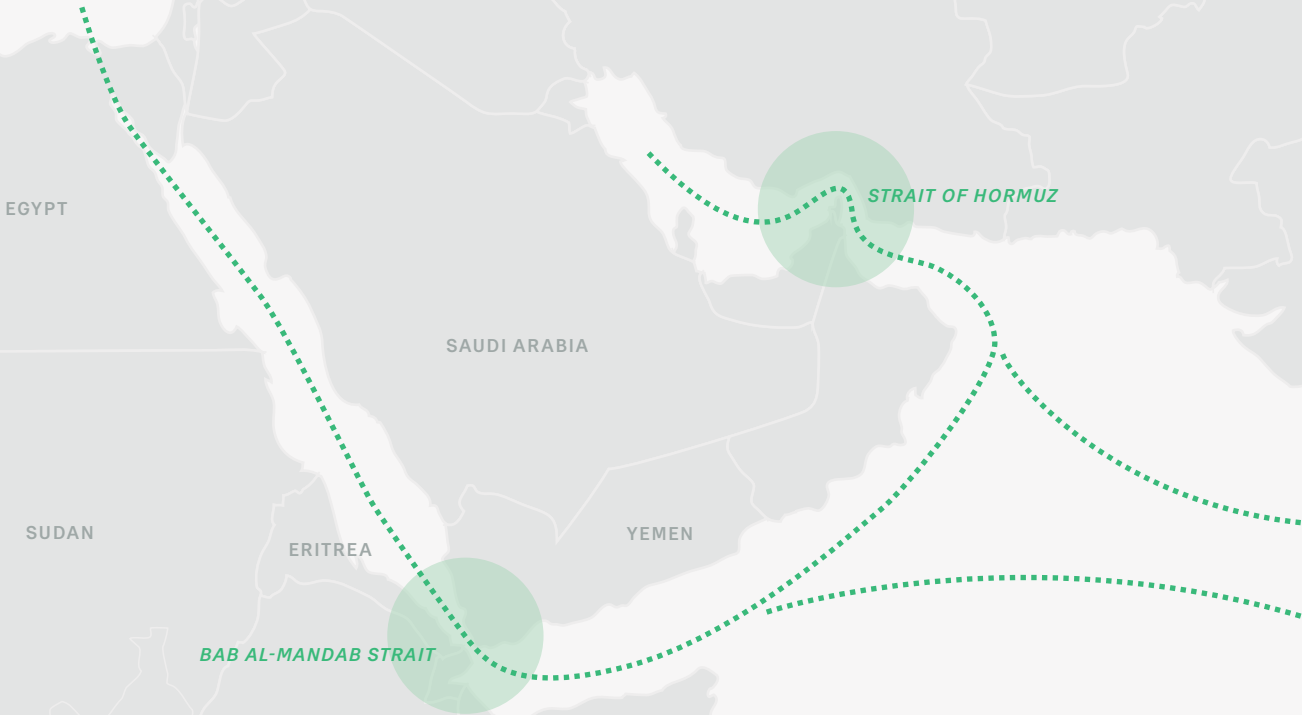 STRAIT OF HORMUZ
EGYPT
SAUDI ARABIA
SUDAN
YEMEN
ERITREA
BAB AL-MANDAB STRAIT